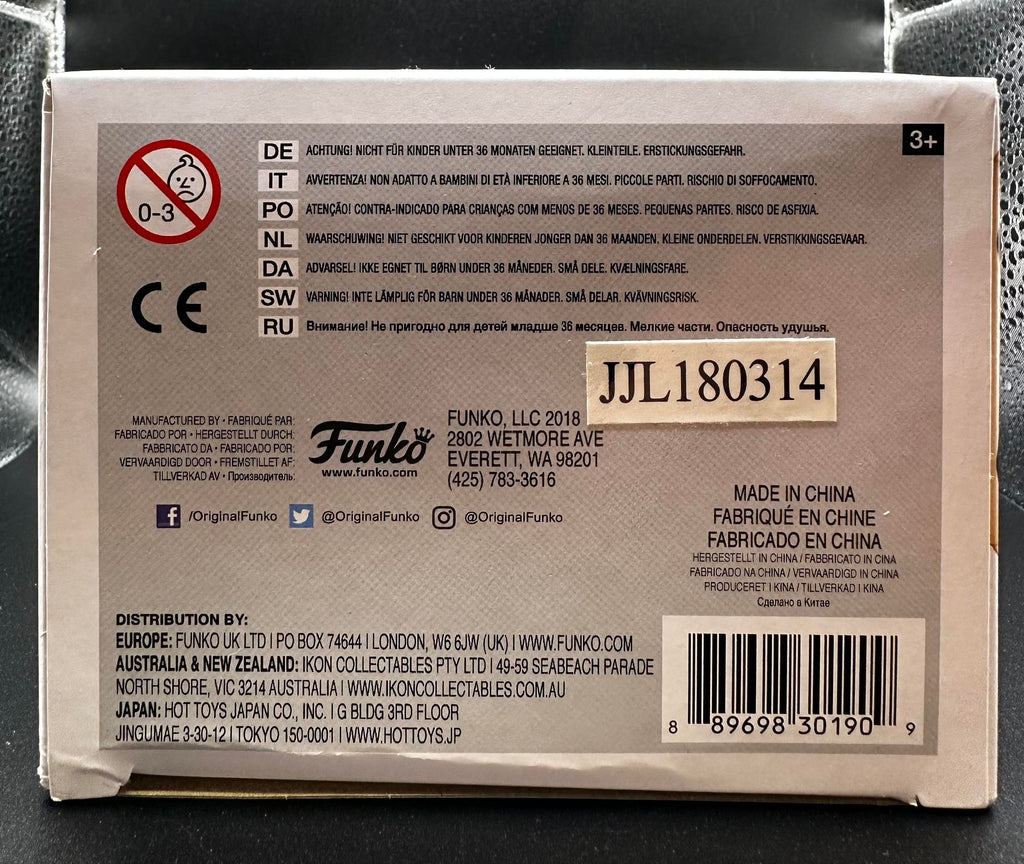 3+
0-3
DE ACHTUNG! NICHT FÜR KINDER UNTER 36 MONATEN GEEIGNET. KLEINTEILE. ERSTICKUNGSGEFAHR.
IT AVVERTENZA! NON ADATTO A BAMBINI DI ETÀ INFERIORE A 36 MESI. PICCOLE PARTI. RISCHIO DI SOFFOCAMENTO.
PO ATENÇÃO! CONTRA-INDICADO PARA CRIANÇAS COM MENOS DE 36 MESES. PEQUENAS PARTES. RISCO DE ASFIXIA.
NL WAARSCHUWING! NIET GESCHIKT VOOR KINDEREN JONGER DAN 36 MAANDEN. KLEINE ONDERDELEN. VERSTIKKINGSGEVAAR.
DA ADVARSEL! IKKE EGNET TIL BØRN UNDER 36 MÅNEDER. SMÅ DELE. KVÆLNINGSFARE.
SW VARNING! INTE LÄMPLIG FÖR BARN UNDER 36 MÅNADER. SMÅ DELAR. KVÄVNINGSRISK.
RU Внимание! Не пригодно для детей младше 36 месяцев. Мелкие части. Опасность удушья.
CE
JJL180314
MANUFACTURED BY • FABRIQUÉ PAR:
FABRICADO POR • HERGESTELLT DURCH:
FABBRICATO DA • FABRICADO POR:
VERVAARDIGD DOOR • FREMSTILLET AF:
TILLVERKAD AV • Производитель:
Funko
www.funko.com
FUNKO, LLC 2018
2802 WETMORE AVE
EVERETT, WA 98201
(425) 783-3616
/OriginalFunko @OriginalFunko @OriginalFunko
MADE IN CHINA
FABRIQUÉ EN CHINE
FABRICADO EN CHINA
HERGESTELLT IN CHINA / FABBRICATO IN CINA
FABRICADO NA CHINA / VERVAARDIGD IN CHINA
PRODUCERET I KINA / TILLVERKAD I KINA
Сделано в Китае
DISTRIBUTION BY:
EUROPE: FUNKO UK LTD | PO BOX 74644 | LONDON, W6 6JW (UK) | WWW.FUNKO.COM
AUSTRALIA & NEW ZEALAND: IKON COLLECTABLES PTY LTD | 49-59 SEABEACH PARADE
NORTH SHORE, VIC 3214 AUSTRALIA | WWW.IKONCOLLECTABLES.COM.AU
JAPAN: HOT TOYS JAPAN CO., INC. | G BLDG 3RD FLOOR
JINGUMAE 3-30-12 | TOKYO 150-0001 | WWW.HOTTOYS.JP
8 89698 30190 9